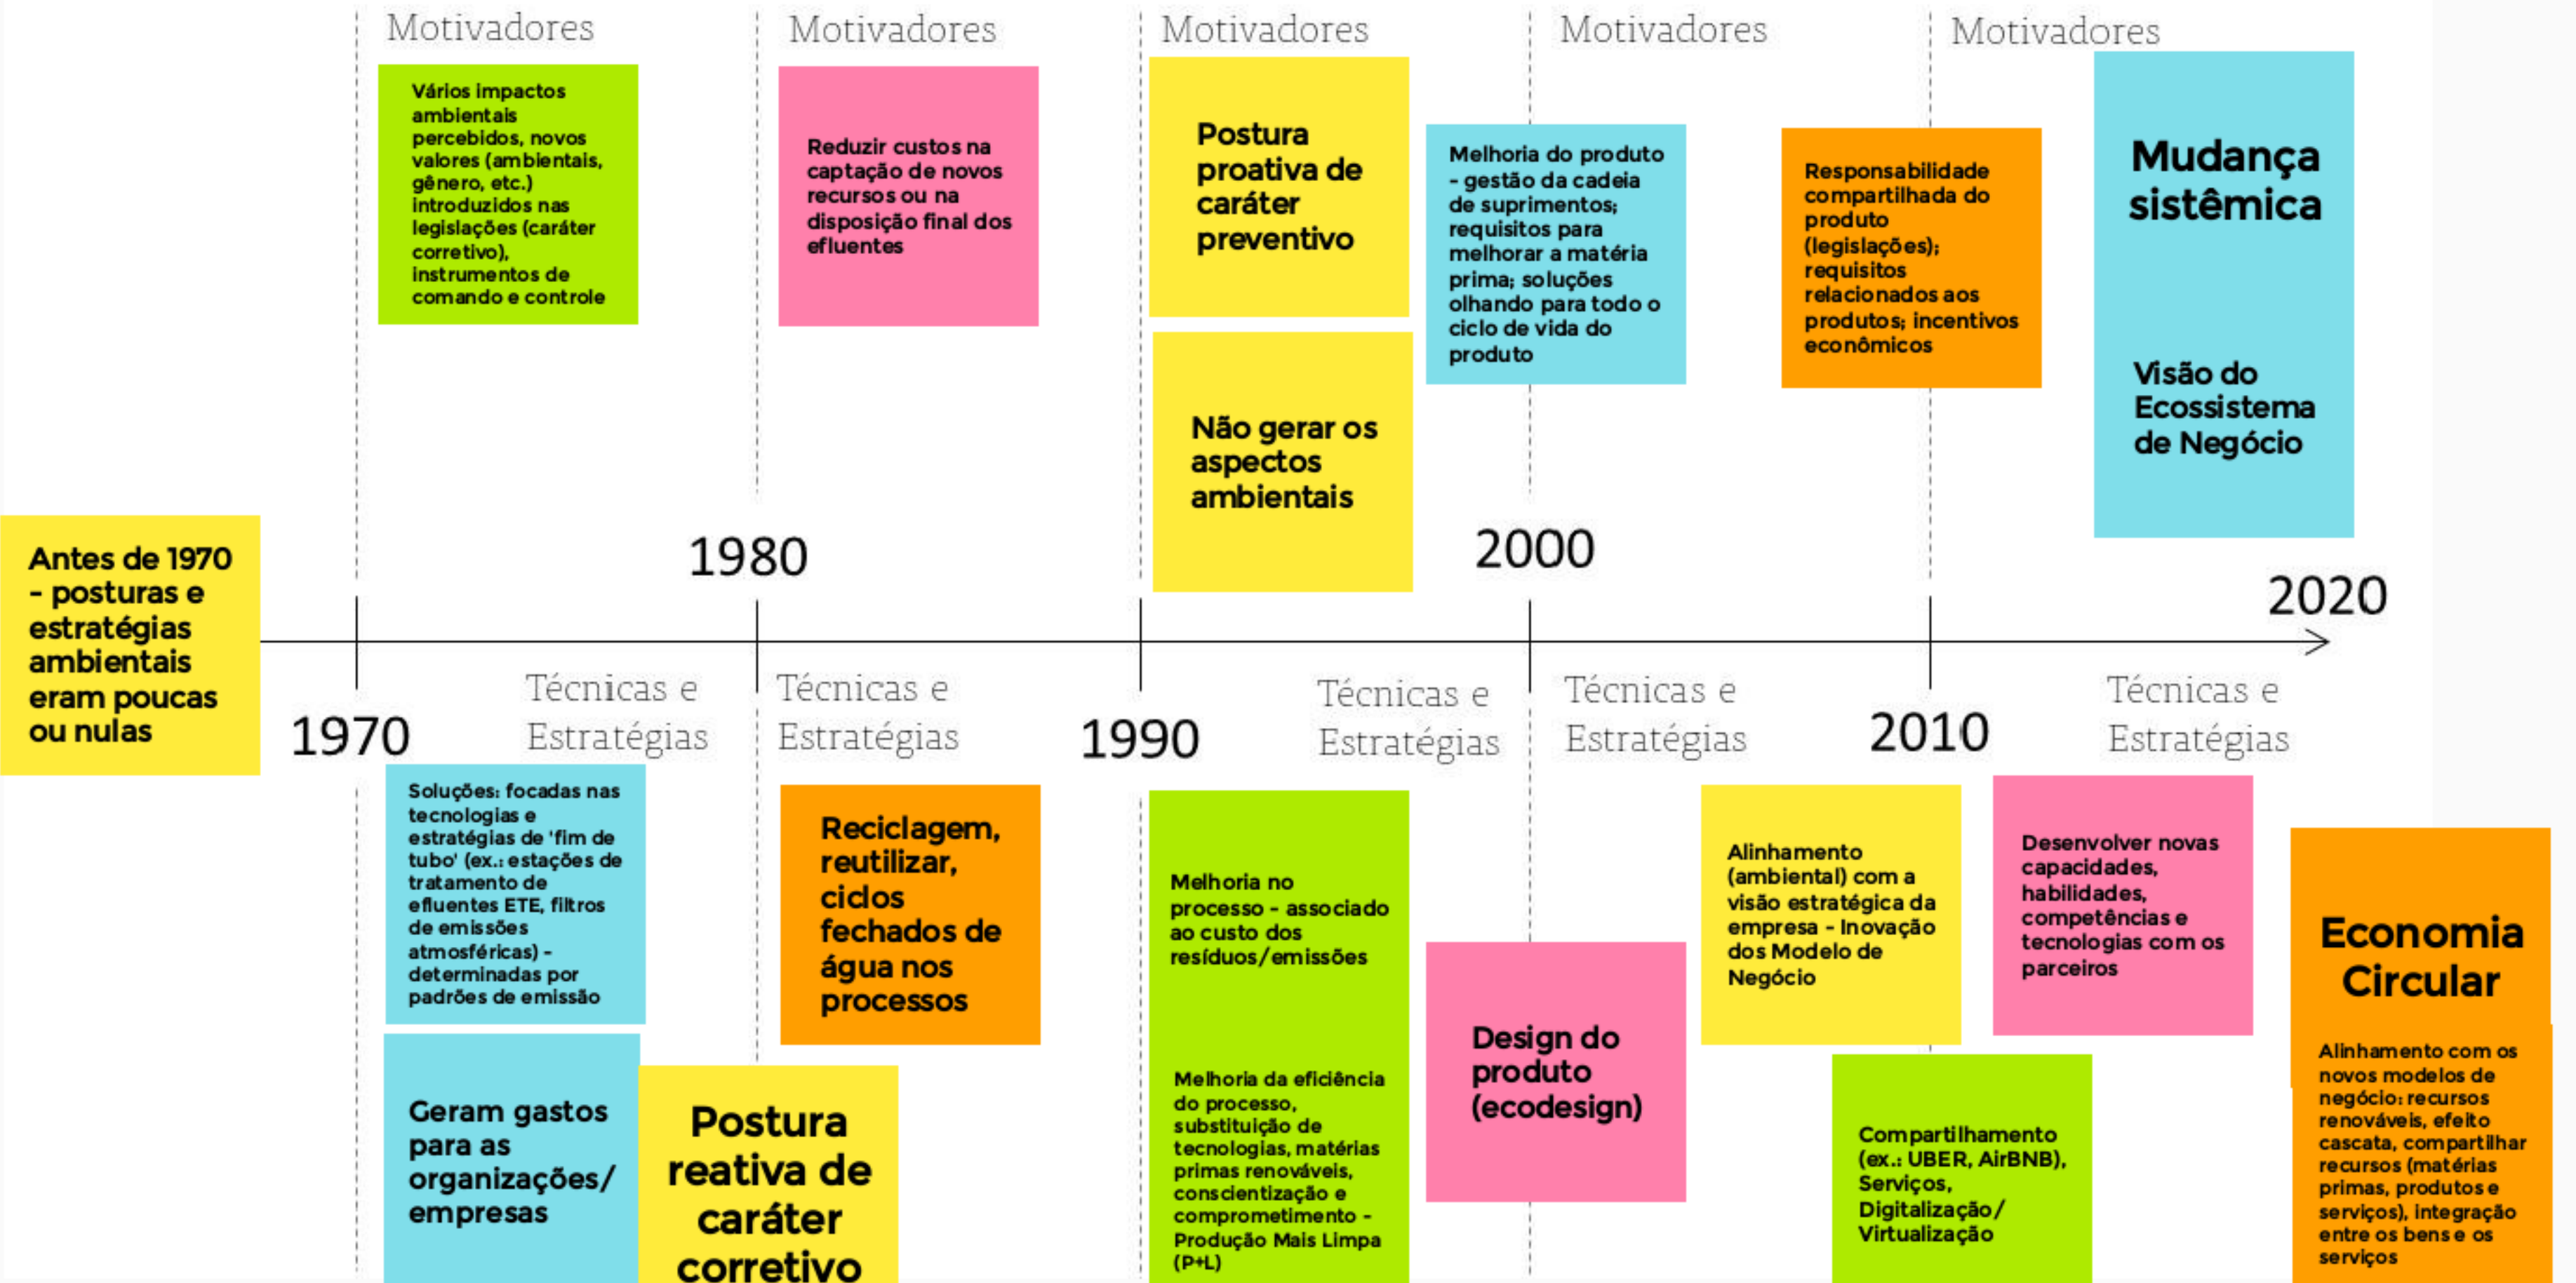 Motivadores
Motivadores
Motivadores
Motivadores
Motivadores
Vários impactos
ambientais
percebidos, novos
valores (ambientais,
gênero, etc.)
introduzidos nas
legislações (caráter
corretivo),
instrumentos de
comando e controle
Reduzir custos na
captação de novos
recursos ou na
disposição final dos
efluentes
Postura
proativa de
caráter
preventivo
Não gerar os
aspectos
ambientais
Melhoria do produto
- gestão da cadeia
de suprimentos;
requisitos para
melhorar a matéria
prima; soluções
olhando para todo o
ciclo de vida do
produto
Responsabilidade
compartilhada do
produto
(legislações);
requisitos
relacionados aos
produtos; incentivos
econômicos
Mudança
sistêmica
Visão do
Ecossistema
de Negócio
Antes de 1970
- posturas e
estratégias
ambientais
eram poucas
ou nulas
1970
1980
1990
2000
2010
2020
Técnicas e
Estratégias
Técnicas e
Estratégias
Técnicas e
Estratégias
Técnicas e
Estratégias
Técnicas e
Estratégias
Soluções: focadas nas
tecnologias e
estratégias de 'fim de
tubo' (ex.: estações de
tratamento de
efluentes ETE, filtros
de emissões
atmosféricas) -
determinadas por
padrões de emissão
Geram gastos
para as
organizações/
empresas
Postura
reativa de
caráter
corretivo
Reciclagem,
reutilizar,
ciclos
fechados de
água nos
processos
Melhoria no
processo - associado
ao custo dos
resíduos/emissões
Melhoria da eficiência
do processo,
substituição de
tecnologias, matérias
primas renováveis,
conscientização e
comprometimento -
Produção Mais Limpa
(P+L)
Design do
produto
(ecodesign)
Alinhamento
(ambiental) com a
visão estratégica da
empresa - Inovação
dos Modelo de
Negócio
Compartilhamento
(ex.: UBER, AirBNB),
Serviços,
Digitalização/
Virtualização
Desenvolver novas
capacidades,
habilidades,
competências e
tecnologias com os
parceiros
Economia
Circular
Alinhamento com os
novos modelos de
negócio: recursos
renováveis, efeito
cascata, compartilhar
recursos (matérias
primas, produtos e
serviços), integração
entre os bens e os
serviços